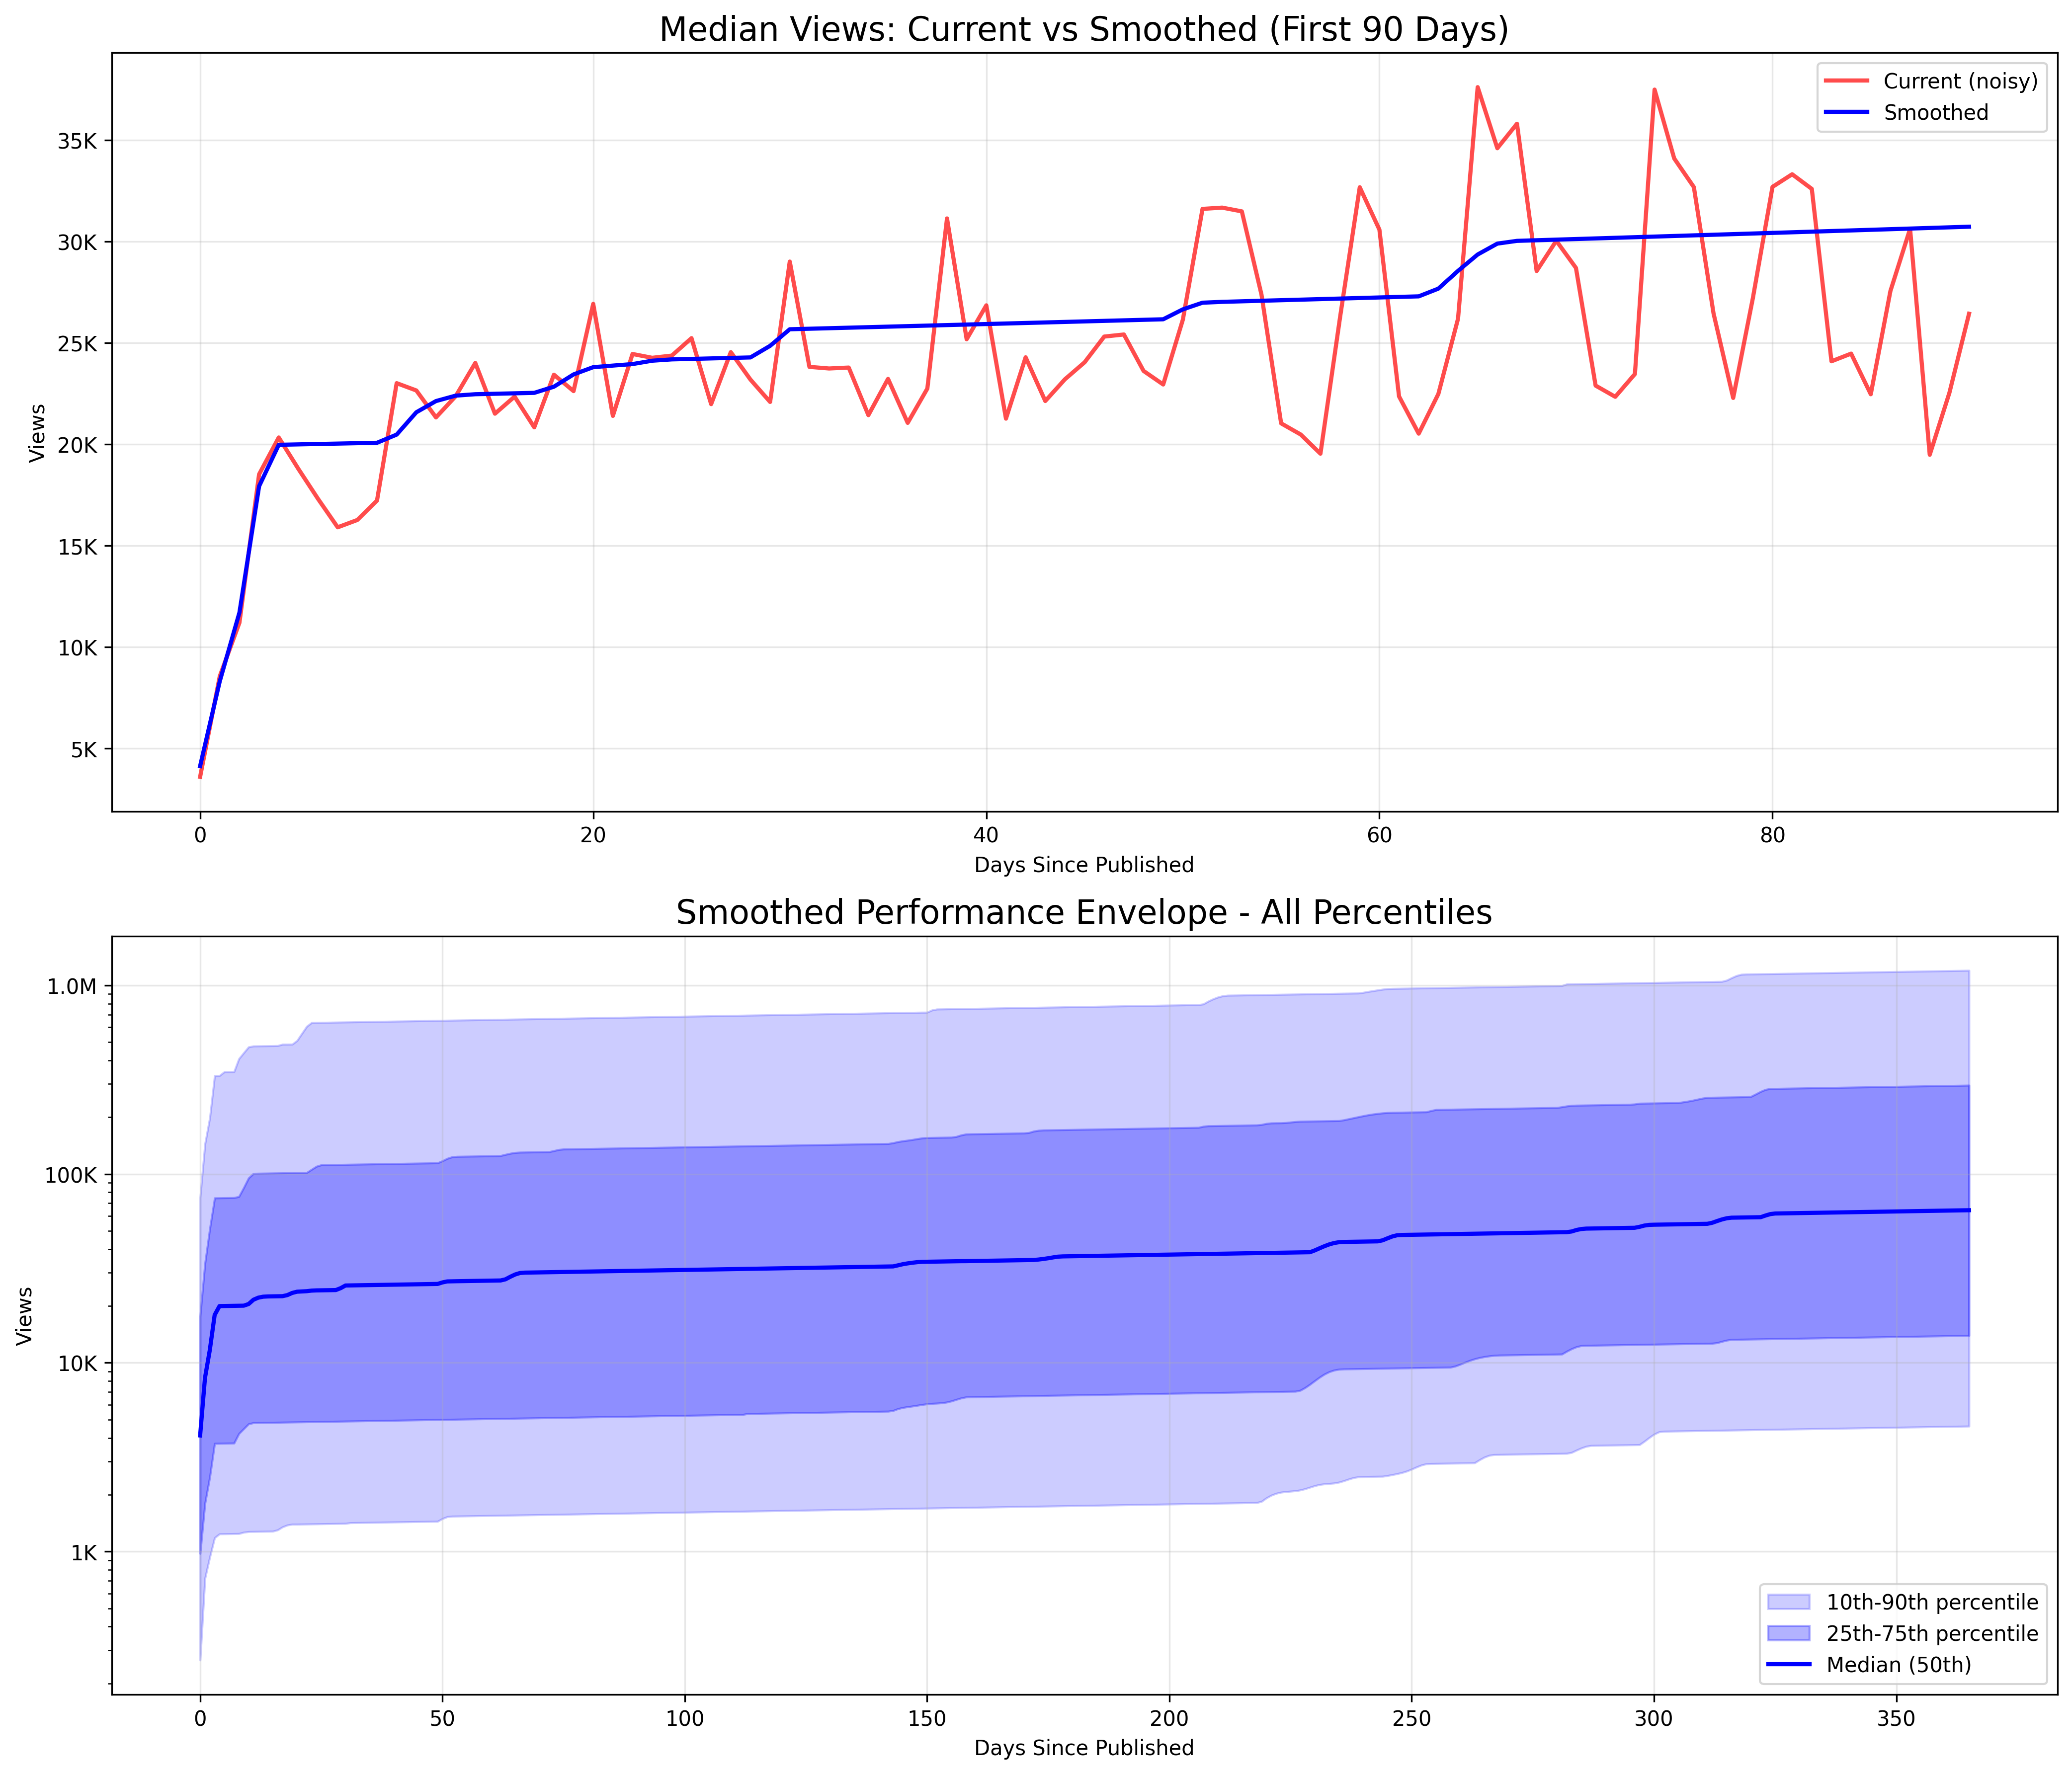 Median Views: Current vs Smoothed (First 90 Days)
Current (noisy)
Smoothed
35K
30K
25K
20K
15K
10K
5K
Views
0 20 40 60 80
Days Since Published
Smoothed Performance Envelope - All Percentiles
1.0M
100K
10K
1K
Views
10th-90th percentile
25th-75th percentile
Median (50th)
0 50 100 150 200 250 300 350
Days Since Published